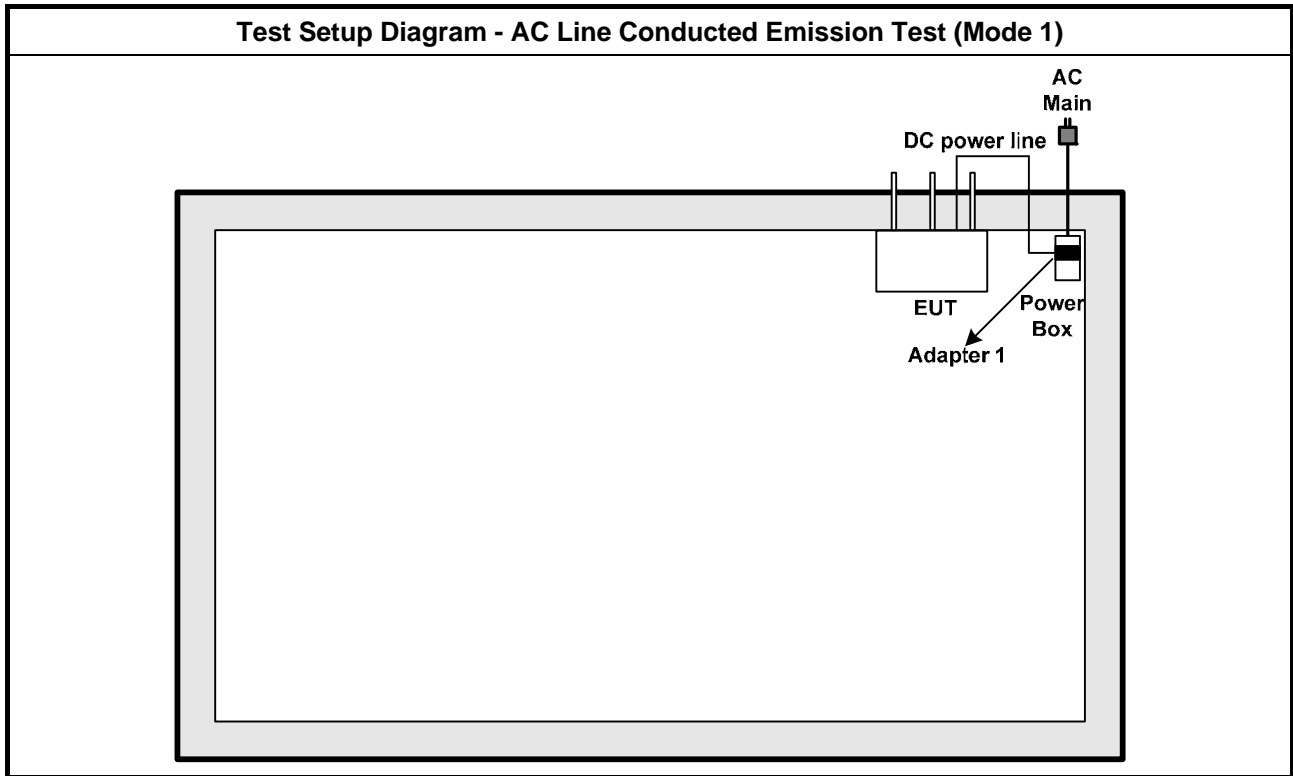 Test Setup Diagram - AC Line Conducted Emission Test (Mode 1)
AC
Main
DC power line
EUT
Power
Box
Adapter 1